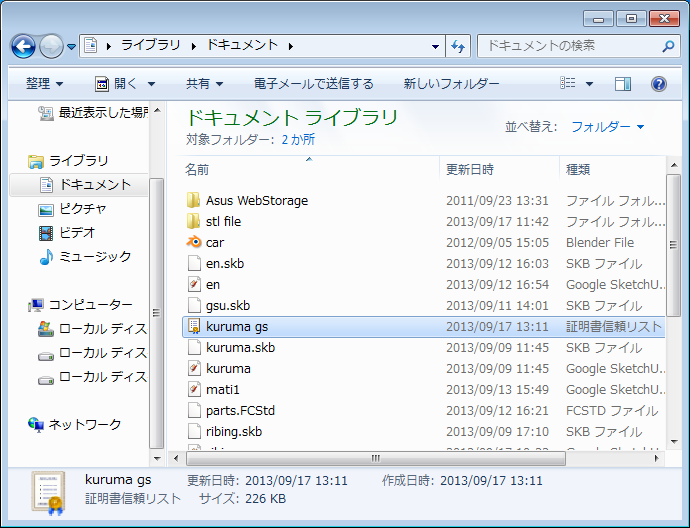 ライブラリ ドキュメント
ドキュメントの検索
整理 開く 共有 電子メールで送信する 新しいフォルダー
最近表示した場所
ライブラリ
ドキュメント
ピクチャ
ビデオ
ミュージック
コンピューター
ローカル ディス
ローカル ディス
ローカル ディス
ネットワーク
ドキュメント ライブラリ
対象フォルダー: 2 か所
並べ替え: フォルダー
名前 更新日時 種類
Asus WebStorage 2011/09/23 13:31 ファイル フォル...
stl file 2013/09/17 11:42 ファイル フォル...
car 2012/09/05 15:05 Blender File
en.skb 2013/09/12 16:03 SKB ファイル
en 2013/09/12 16:54 Google SketchU...
gsu.skb 2013/09/11 14:01 SKB ファイル
kuruma gs 2013/09/17 13:11 証明書信頼リスト
kuruma.skb 2013/09/09 11:45 SKB ファイル
kuruma 2013/09/09 11:45 Google SketchU...
mati1 2013/09/13 15:49 Google SketchU...
parts.FCStd 2013/09/12 16:21 FCSTD ファイル
ribing.skb 2013/09/09 17:10 SKB ファイル
kuruma gs 更新日時: 2013/09/17 13:11 作成日時: 2013/09/17 13:11
証明書信頼リスト サイズ: 226 KB